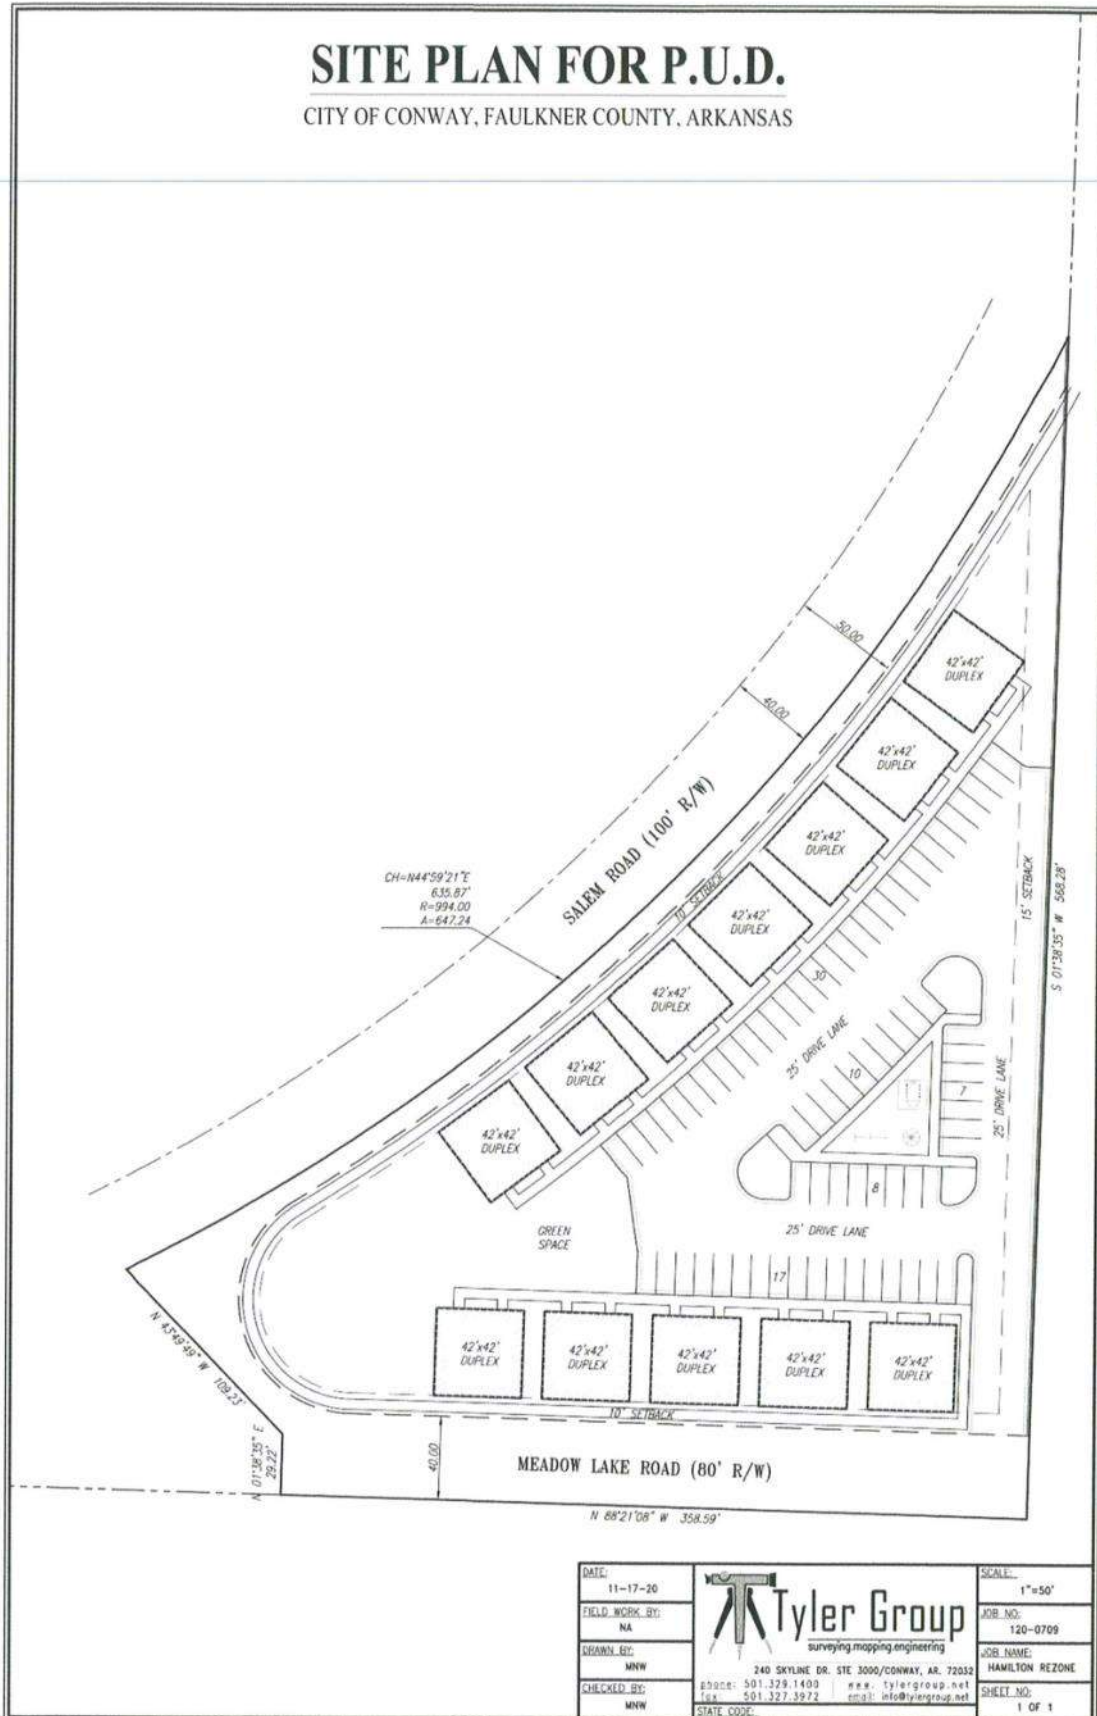 SITE PLAN FOR P.U.D.
CITY OF CONWAY, FAULKNER COUNTY, ARKANSAS
50.00
40.00
42'x42'
DUPLEX
42'x42'
DUPLEX
42'x42'
DUPLEX
42'x42'
DUPLEX
42'x42'
DUPLEX
42'x42'
DUPLEX
42'x42'
DUPLEX
SALEM ROAD (100' R/W)
10' SETBACK
CH=N44°59'21"E
635.87'
R=994.00
A=647.24
15' SETBACK
S 01°38'35" W 568.28'
30
25' DRIVE LANE
10
7
25' DRIVE LANE
8
25' DRIVE LANE
GREEN
SPACE
17
42'x42'
DUPLEX
42'x42'
DUPLEX
42'x42'
DUPLEX
42'x42'
DUPLEX
42'x42'
DUPLEX
N 43°49'49" W 109.23'
N 01°38'35" E
29.22'
10' SETBACK
40.00
MEADOW LAKE ROAD (80' R/W)
N 88°21'08" W 358.59'
DATE:
11-17-20
FIELD WORK BY:
NA
DRAWN BY:
MNW
CHECKED BY:
MNW
Tyler Group
surveying.mapping.engineering
240 SKYLINE DR. STE 3000/CONWAY, AR. 72032
phone: 501.329.1400 www. tylergroup.net
fax 501.327.3972 email: info@tylergroup.net
STATE CODE:
SCALE:
1"=50'
JOB NO:
120-0709
JOB NAME:
HAMILTON REZONE
SHEET NO:
1 OF 1